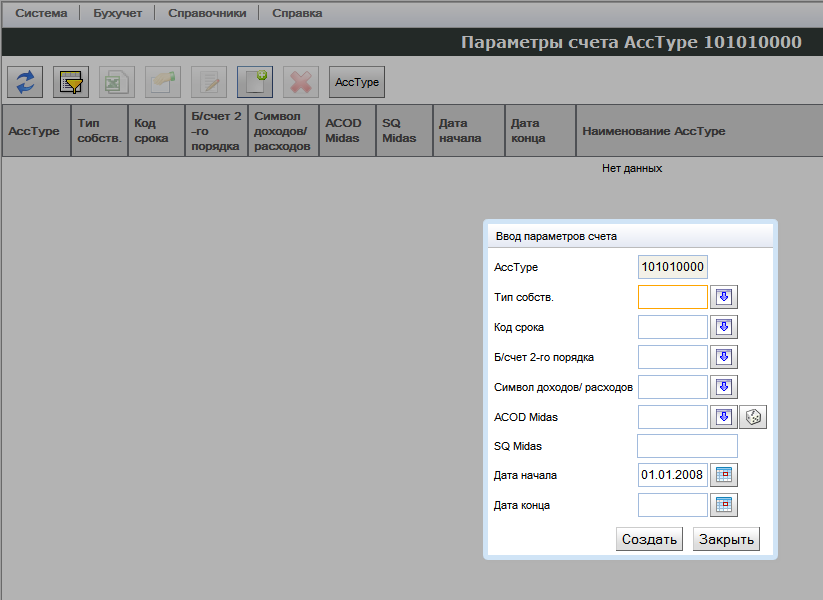 Система Бухучет Справочники Справка
Параметры счета AccType 101010000
AccType
AccType
Тип собств.
Код срока
Б/счет 2 -го порядка
Символ доходов/ расходов
ACOD Midas
SQ Midas
Дата начала
Дата конца
Наименование AccType
Нет данных
Ввод параметров счета
AccType 101010000
Тип собств.
Код срока
Б/счет 2-го порядка
Символ доходов/ расходов
ACOD Midas
SQ Midas
Дата начала 01.01.2008
Дата конца
Создать Закрыть